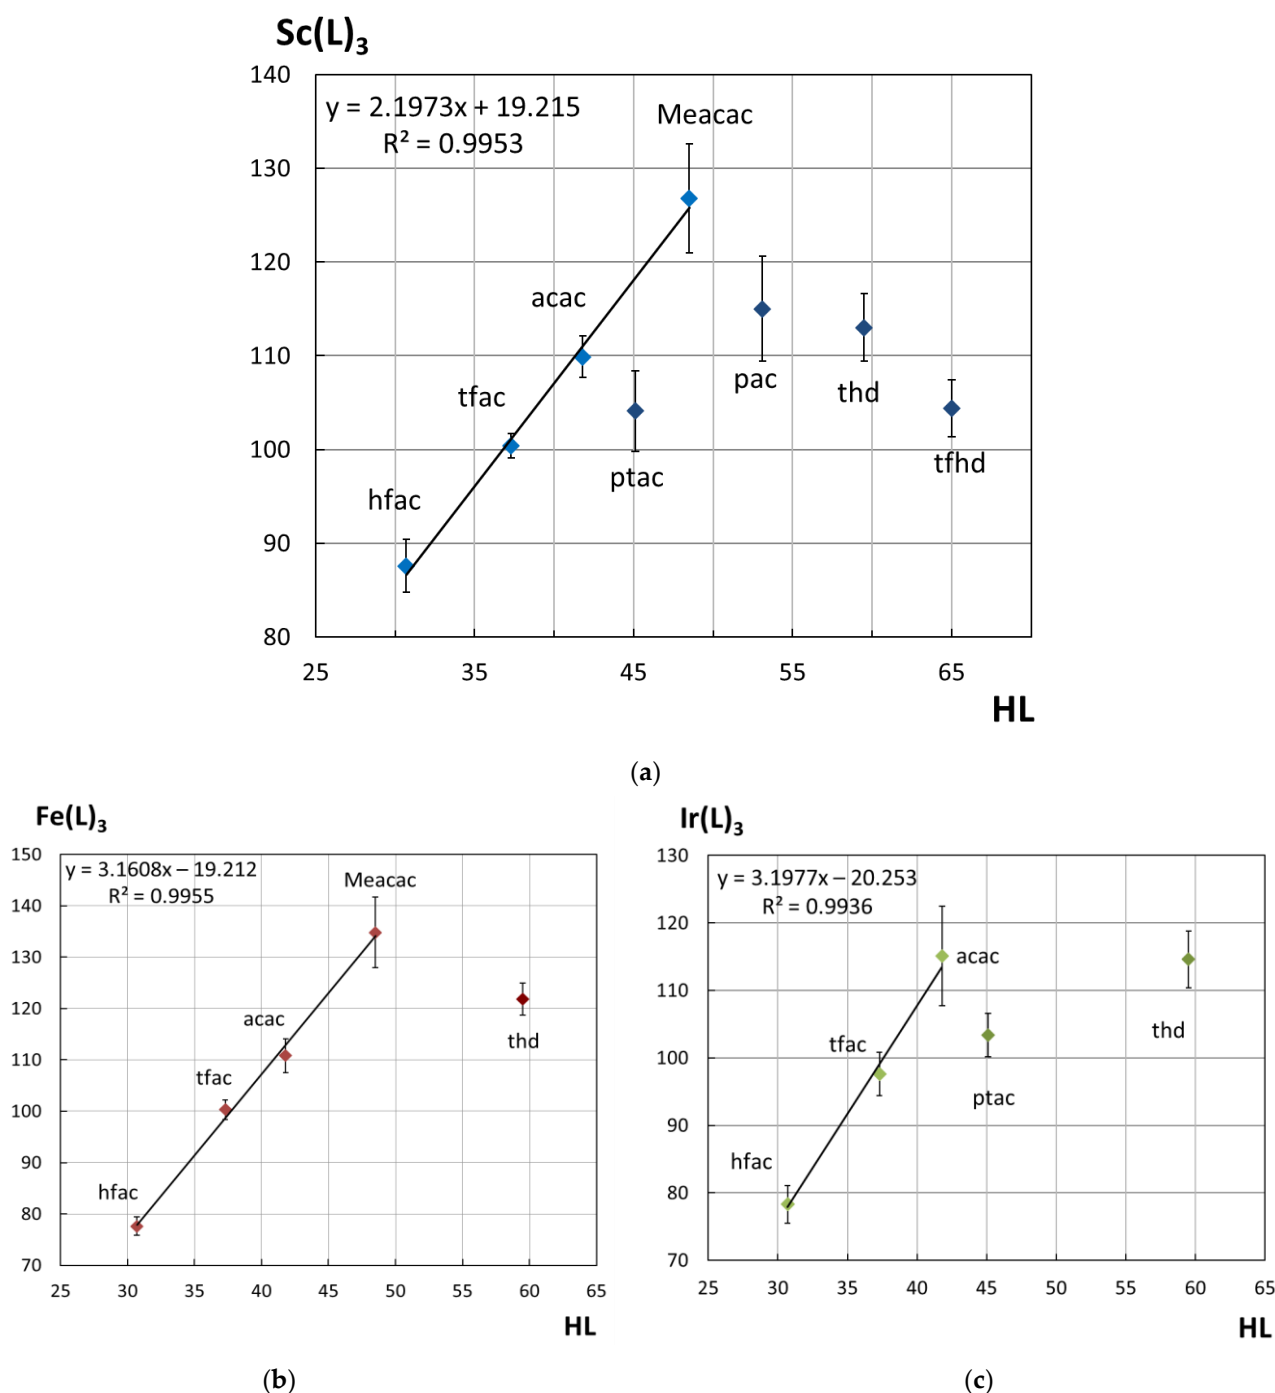 Sc(L)₃
140
y = 2.1973x + 19.215
R² = 0.9953
Meacac
130
120
acac
110
pac
thd
tfac
100
ptac
tfhd
hfac
90
80
25 35 45 55 65
HL
(a)
Fe(L)₃
150
y = 3.1608x – 19.212
R² = 0.9955
Meacac
140
130
120
acac
thd
110
tfac
100
90
hfac
80
70
25 30 35 40 45 50 55 60 65
HL
(b)
Ir(L)₃
130
y = 3.1977x – 20.253
R² = 0.9936
120
acac
110
thd
tfac
100
ptac
90
hfac
80
70
25 30 35 40 45 50 55 60 65
HL
(c)